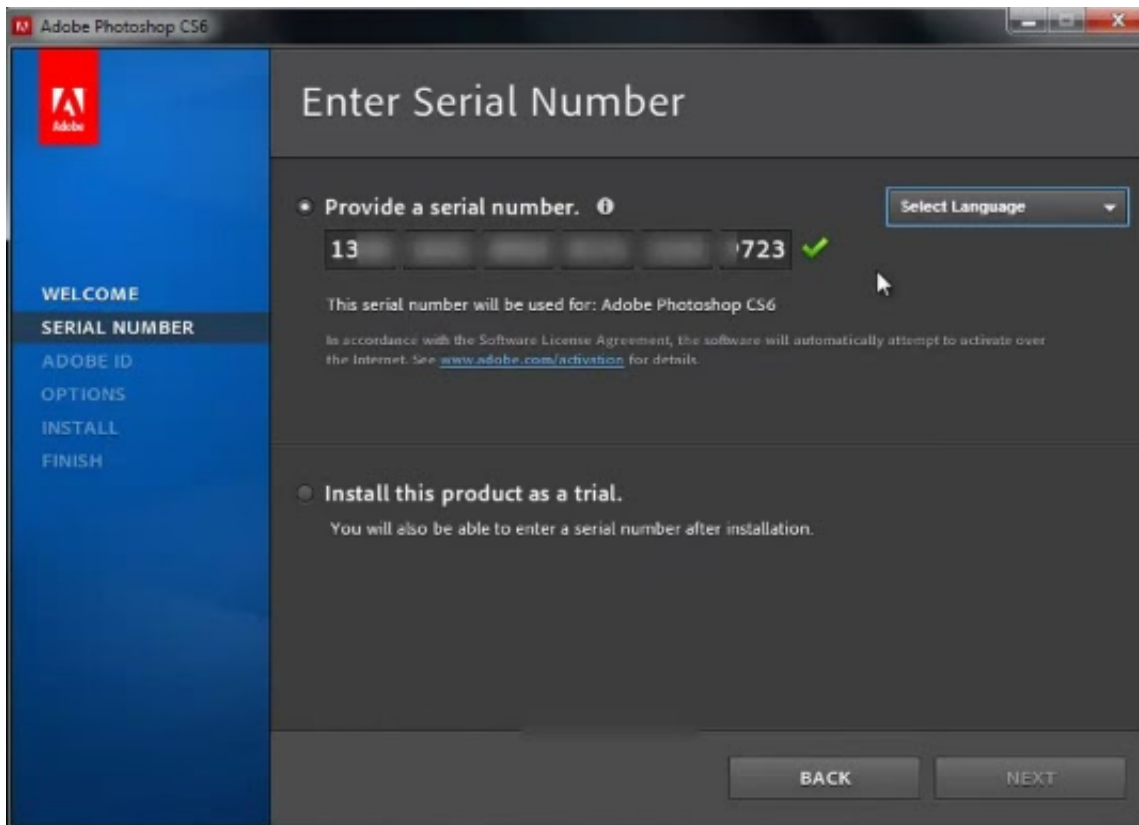 Adobe Photoshop CS6
Adobe
Enter Serial Number
Provide a serial number.
Select Language
13 723
This serial number will be used for: Adobe Photoshop CS6
In accordance with the Software License Agreement, the software will automatically attempt to activate over
the Internet. See www.adobe.com/activation for details.
WELCOME
SERIAL NUMBER
ADOBE ID
OPTIONS
INSTALL
FINISH
Install this product as a trial.
You will also be able to enter a serial number after installation.
BACK
NEXT